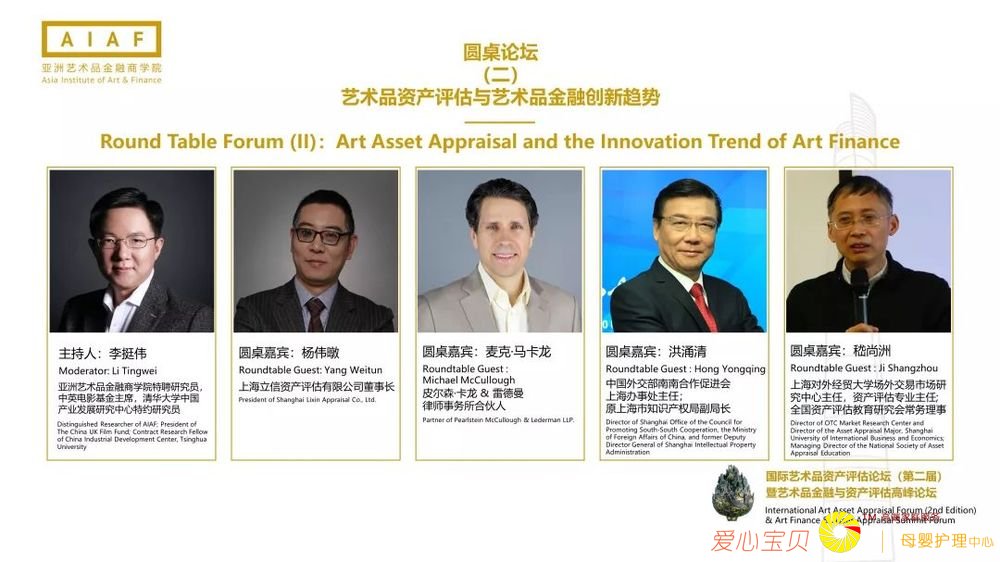 AIAF
亚洲艺术品金融商学院
Asia Institute of Art & Finance
圆桌论坛
（二）
艺术品资产评估与艺术品金融创新趋势
Round Table Forum (II)：Art Asset Appraisal and the Innovation Trend of Art Finance
主持人：李挺伟
Moderator: Li Tingwei
亚洲艺术品金融商学院特聘研究员，
中英电影基金主席，清华大学中国
产业发展研究中心特约研究员
Distinguished Researcher of AIAF; President of
The China UK Film Fund; Contract Research Fellow
of China Industrial Development Center, Tsinghua
University
圆桌嘉宾：杨伟暾
Roundtable Guest: Yang Weitun
上海立信资产评估有限公司董事长
President of Shanghai Lixin Appraisal Co., Ltd.
圆桌嘉宾：麦克·马卡龙
Roundtable Guest :
Michael McCullough
皮尔森·卡龙 & 雷德曼
律师事务所合伙人
Partner of Pearlstein McCullough & Lederman LLP.
圆桌嘉宾：洪涌清
Roundtable Guest : Hong Yongqing
中国外交部南南合作促进会
上海办事处主任；
原上海市知识产权局副局长
Director of Shanghai Office of the Council for
Promoting South-South Cooperation, the Ministry
of Foreign Affairs of China, and former Deputy
Director General of Shanghai Intellectual Property
Administration
圆桌嘉宾：嵇尚洲
Roundtable Guest : Ji Shangzhou
上海对外经贸大学场外交易市场研
究中心主任，资产评估专业主任；
全国资产评估教育研究会常务理事
Director of OTC Market Research Center and
Director of the Asset Appraisal Major, Shanghai
University of International Business and Economics;
Managing Director of the National Society of Asset
Appraisal Education
国际艺术品资产评估论坛（第二届）
暨艺术品金融与资产评估高峰论坛
International Art Asset Appraisal Forum (2nd Edition)
& Art Finance Appraisal Summit Forum
爱心宝贝
TM
母婴护理中心